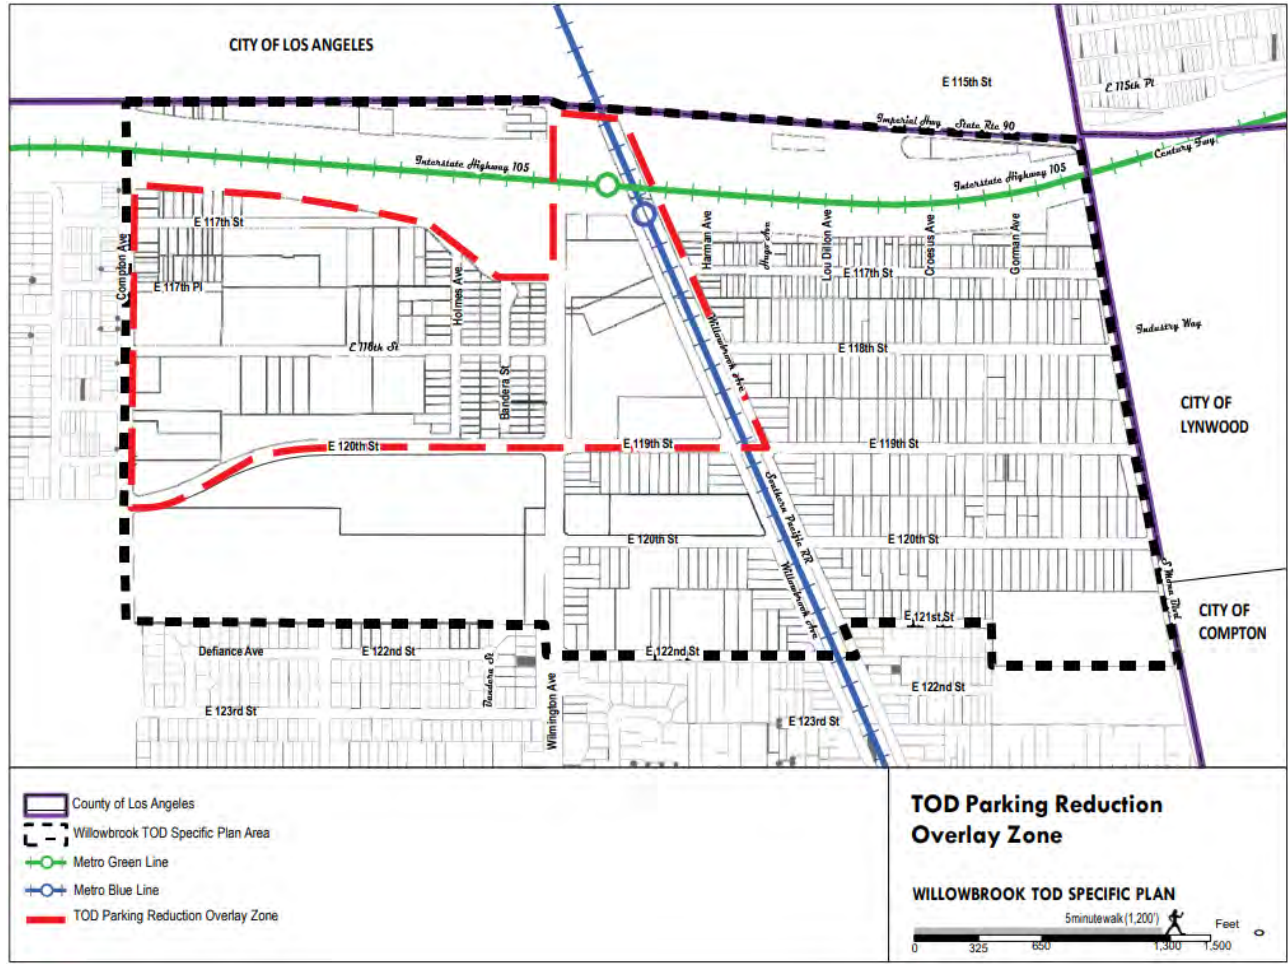 CITY OF LOS ANGELES
E 115th St
E 115th Pl
Imperial Hwy State Rte 90
Century Fwy
Interstate Highway 105
Interstate Highway 105
E 117th St
Compton Ave
E 117th Pl
Holmes Ave.
Harman Ave
Hugo Ave
Lou Dillon Ave
Croesus Ave
Gorman Ave
E 117th St
Industry Way
E 118th St
Willowbrook Ave
E 118th St
Bandera St
CITY OF
LYNWOOD
E 120th St
E 119th St
E 119th St
Southern Pacific RR
E 120th St
E 120th St
Willowbrook Ave
S Mona Blvd
CITY OF
COMPTON
E 121st St
Defiance Ave
E 122nd St
E 122nd St
Bandera St
E 122nd St
E 123rd St
Wilmington Ave
E 123rd St
County of Los Angeles
Willowbrook TOD Specific Plan Area
Metro Green Line
Metro Blue Line
TOD Parking Reduction Overlay Zone
TOD Parking Reduction
Overlay Zone
WILLOWBROOK TOD SPECIFIC PLAN
5minutewalk (1,200')
Feet
0 325 650 1,300 1,500